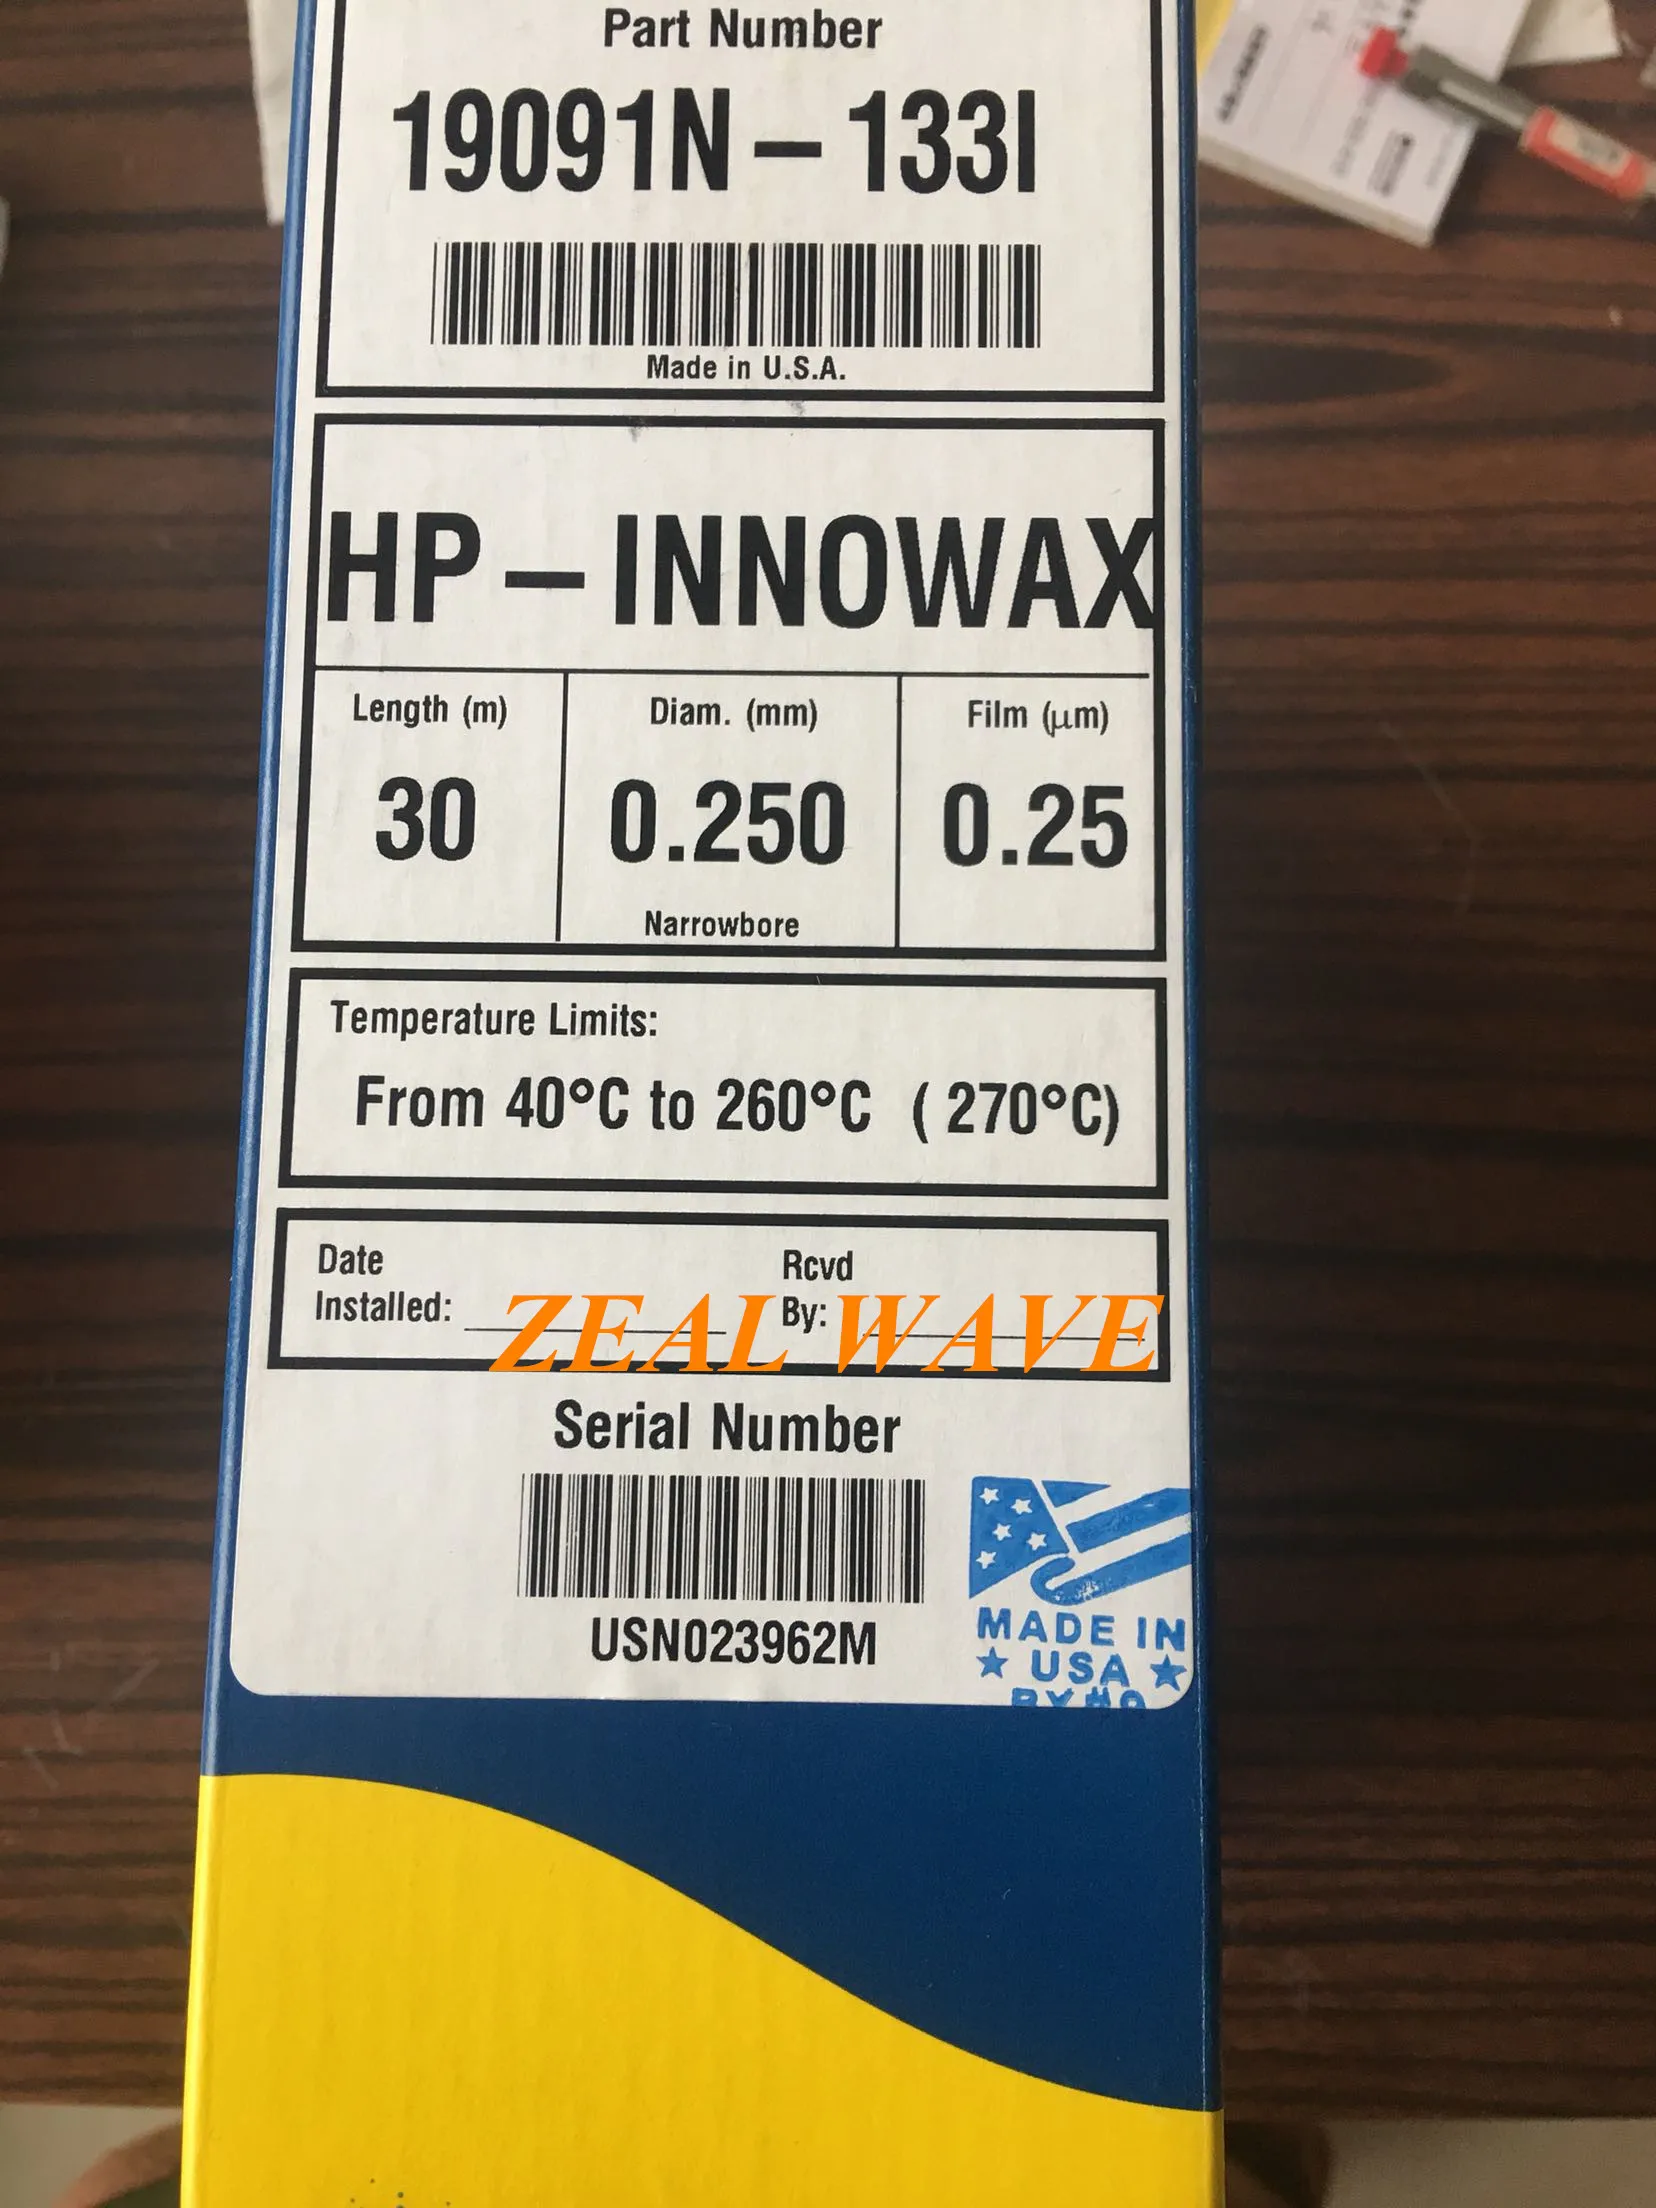 Part Number
19091N-133I
Made in U.S.A.
HP-INNOWAX
Length (m) Diam. (mm) Film (µm)
30 0.250 0.25
Narrowbore
Temperature Limits:
From 40°C to 260°C (270°C)
Date Rcvd
Installed: By:
ZEAL WAVE
Serial Number
USN023962M
MADE IN
USA